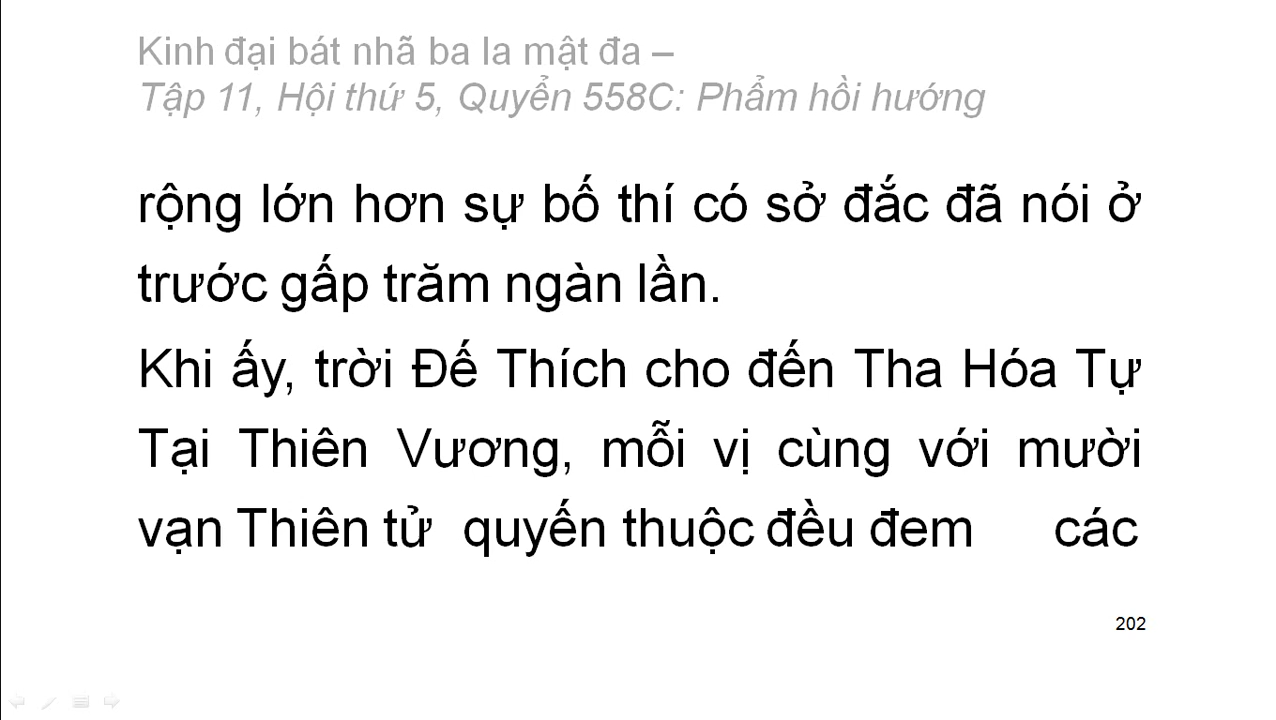 Kinh đại bát nhã ba la mật đa –
Tập 11, Hội thứ 5, Quyển 558C: Phẩm hồi hướng
rộng lớn hơn sự bố thí có sở đắc đã nói ở
trước gấp trăm ngàn lần.
Khi ấy, trời Đế Thích cho đến Tha Hóa Tự
Tại Thiên Vương, mỗi vị cùng với mười
vạn Thiên tử quyến thuộc đều đem các
202